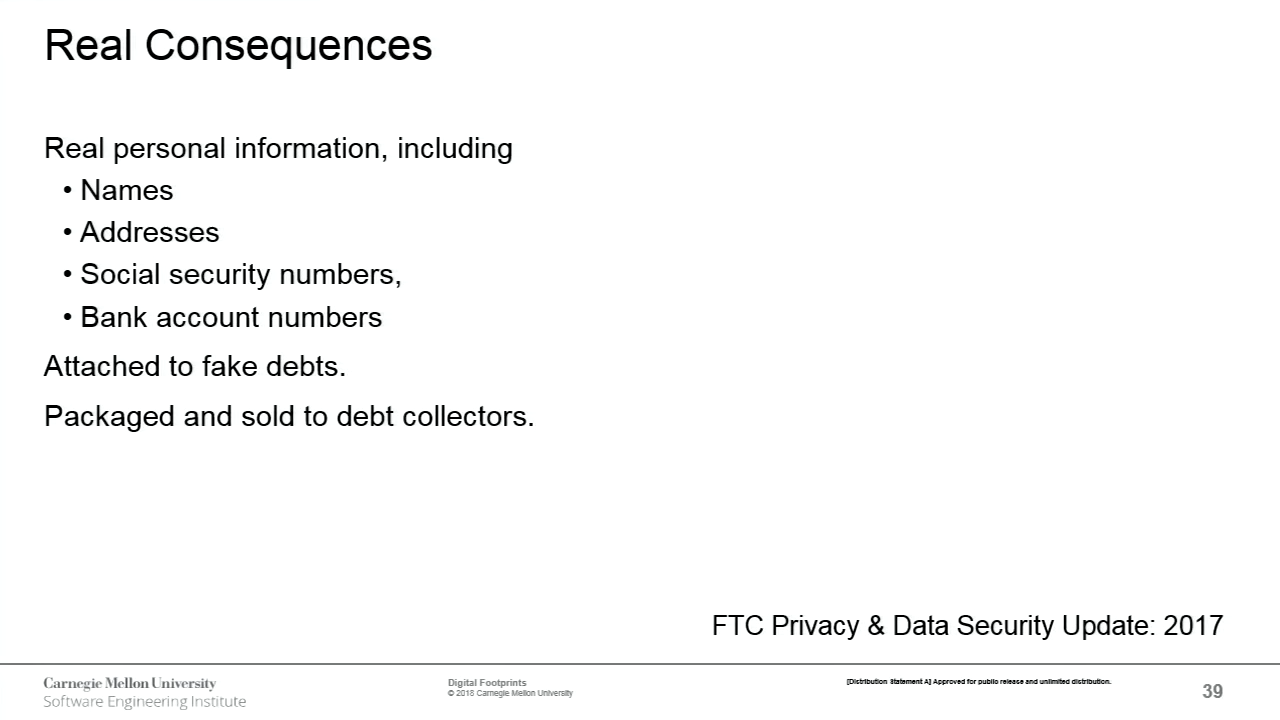 Real Consequences
Real personal information, including
• Names
• Addresses
• Social security numbers,
• Bank account numbers
Attached to fake debts.
Packaged and sold to debt collectors.
FTC Privacy & Data Security Update: 2017
Carnegie Mellon University
Software Engineering Institute
Digital Footprints
© 2018 Carnegie Mellon University
[Distribution Statement A] Approved for public release and unlimited distribution.
39